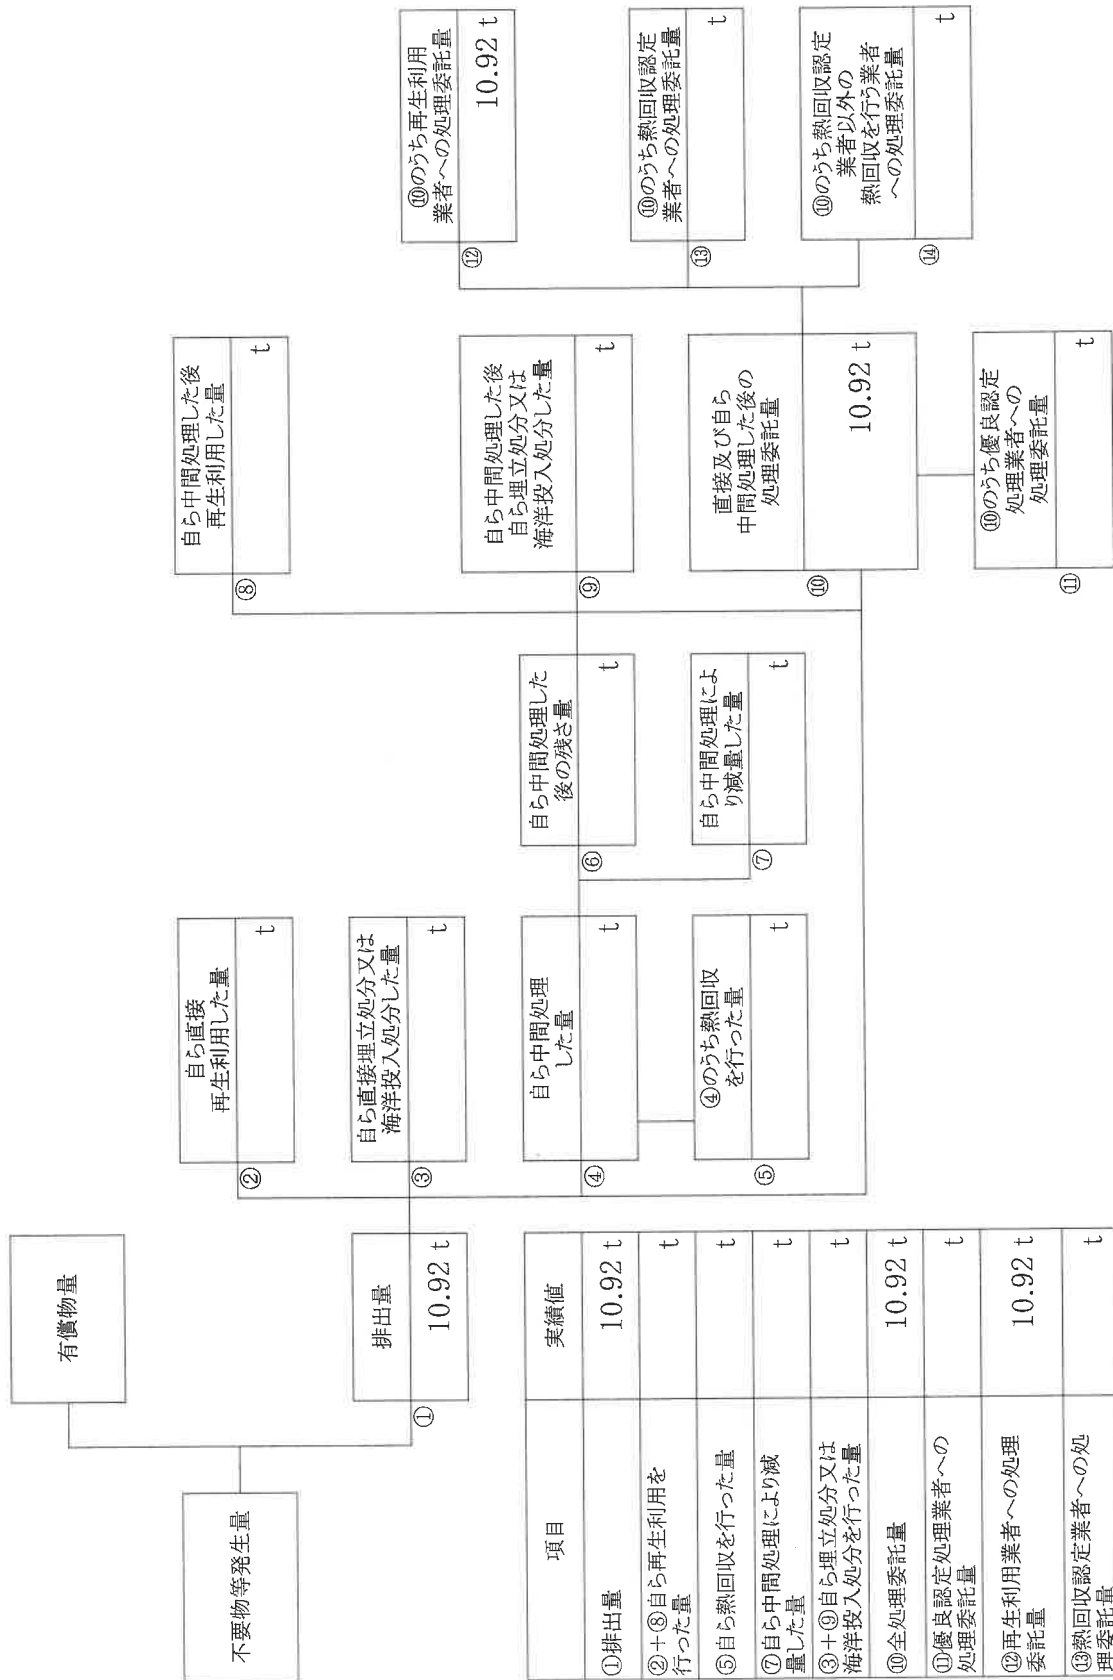 不要物等発生量
有償物量
排出量
①
10.92 t
自ら直接
再生利用した量
②
t
自ら直接埋立処分又は
海洋投入処分した量
③
t
自ら中間処理
した量
④
t
④のうち熱回収
を行った量
⑤
t
自ら中間処理した
後の残さ量
⑥
t
自ら中間処理によ
り減量した量
⑦
t
自ら中間処理した後
再生利用した量
⑧
t
自ら中間処理した後
自ら埋立処分又は
海洋投入処分した量
⑨
t
直接及び自ら
中間処理した後の
処理委託量
⑩
10.92 t
⑩のうち優良認定
処理業者への
処理委託量
⑪
t
⑩のうち再生利用
業者への処理委託量
⑫
10.92 t
⑩のうち熱回収認定
業者への処理委託量
⑬
t
⑩のうち熱回収認定
業者以外の
熱回収を行う業者
への処理委託量
⑭
t
項目 実績値
①排出量 10.92 t
②+⑧自ら再生利用を
行った量 t
⑤自ら熱回収を行った量 t
⑦自ら中間処理により減
量した量 t
③+⑨自ら埋立処分又は
海洋投入処分を行った量 t
⑩全処理委託量 10.92 t
⑪優良認定処理業者への
処理委託量 t
⑫再生利用業者への処理
委託量 10.92 t
⑬熱回収認定業者への処
理委託量 t